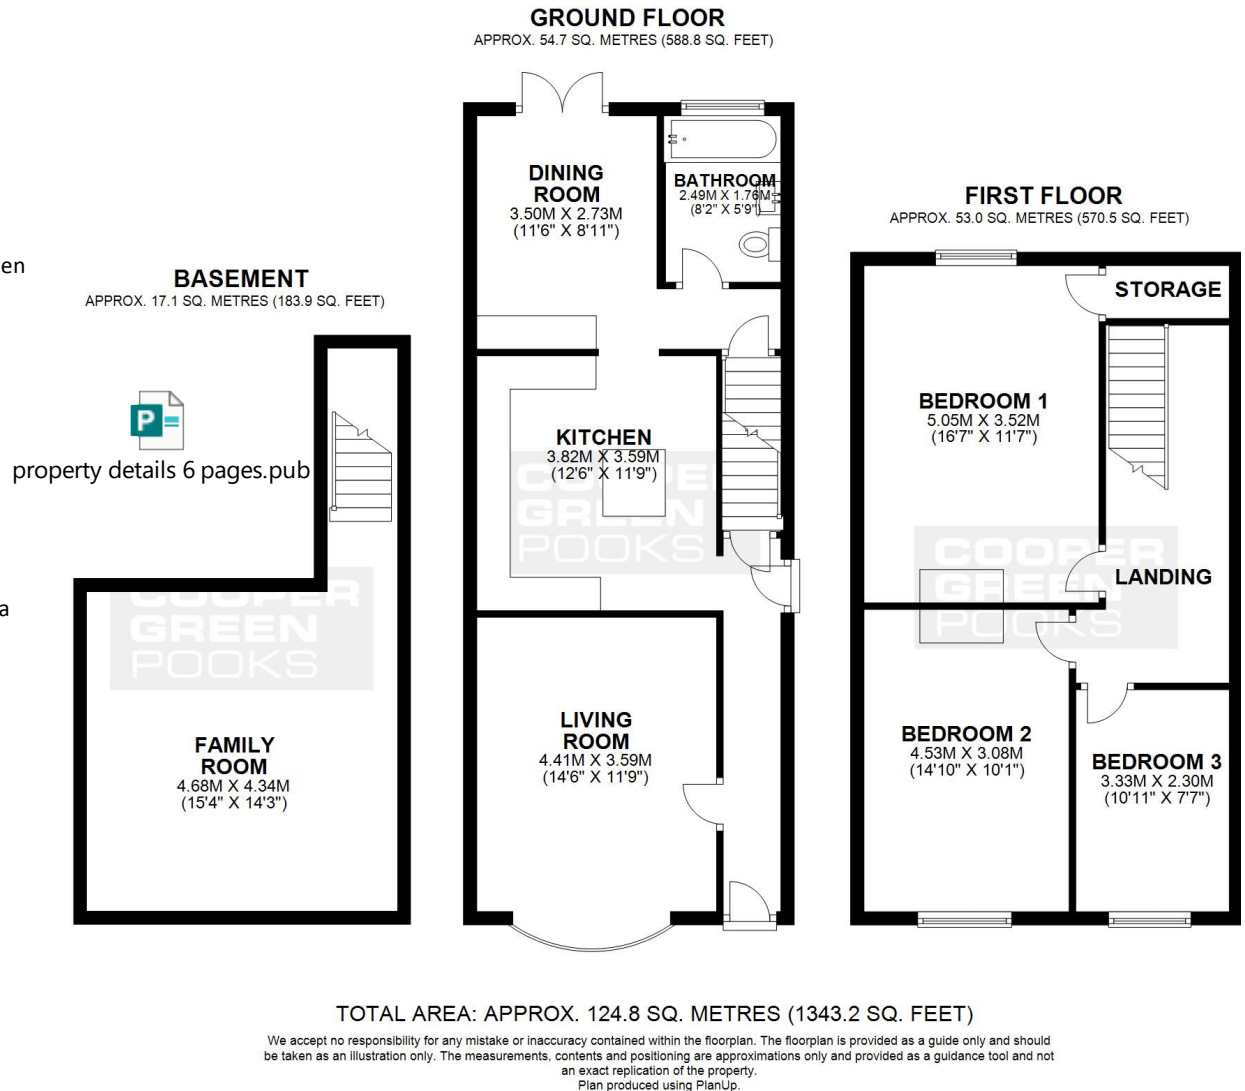 GROUND FLOOR
APPROX. 54.7 SQ. METRES (588.8 SQ. FEET)
DINING
ROOM
3.50M X 2.73M
(11'6" X 8'11")
BATHROOM
2.49M X 1.76M
(8'2" X 5'9")
FIRST FLOOR
APPROX. 53.0 SQ. METRES (570.5 SQ. FEET)
en
BASEMENT
APPROX. 17.1 SQ. METRES (183.9 SQ. FEET)
STORAGE
P
property details 6 pages.pub
KITCHEN
3.82M X 3.59M
(12'6" X 11'9")
COOPER
GREEN
POOKS
BEDROOM 1
5.05M X 3.52M
(16'7" X 11'7")
COOPER
GREEN
POOKS
LANDING
a
COOPER
GREEN
POOKS
FAMILY
ROOM
4.68M X 4.34M
(15'4" X 14'3")
LIVING
ROOM
4.41M X 3.59M
(14'6" X 11'9")
BEDROOM 2
4.53M X 3.08M
(14'10" X 10'1")
BEDROOM 3
3.33M X 2.30M
(10'11" X 7'7")
TOTAL AREA: APPROX. 124.8 SQ. METRES (1343.2 SQ. FEET)
We accept no responsibility for any mistake or inaccuracy contained within the floorplan. The floorplan is provided as a guide only and should
be taken as an illustration only. The measurements, contents and positioning are approximations only and provided as a guidance tool and not
an exact replication of the property.
Plan produced using PlanUp.